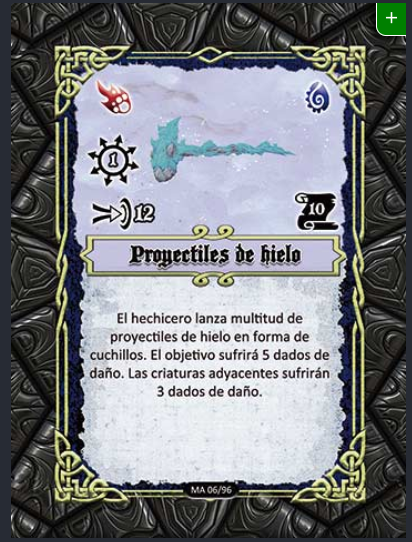 +
1
12
10
Proyectiles de hielo
El hechicero lanza multitud de
proyectiles de hielo en forma de
cuchillos. El objetivo sufrirá 5 dados de
daño. Las criaturas adyacentes sufrirán
3 dados de daño.
MA 06/96